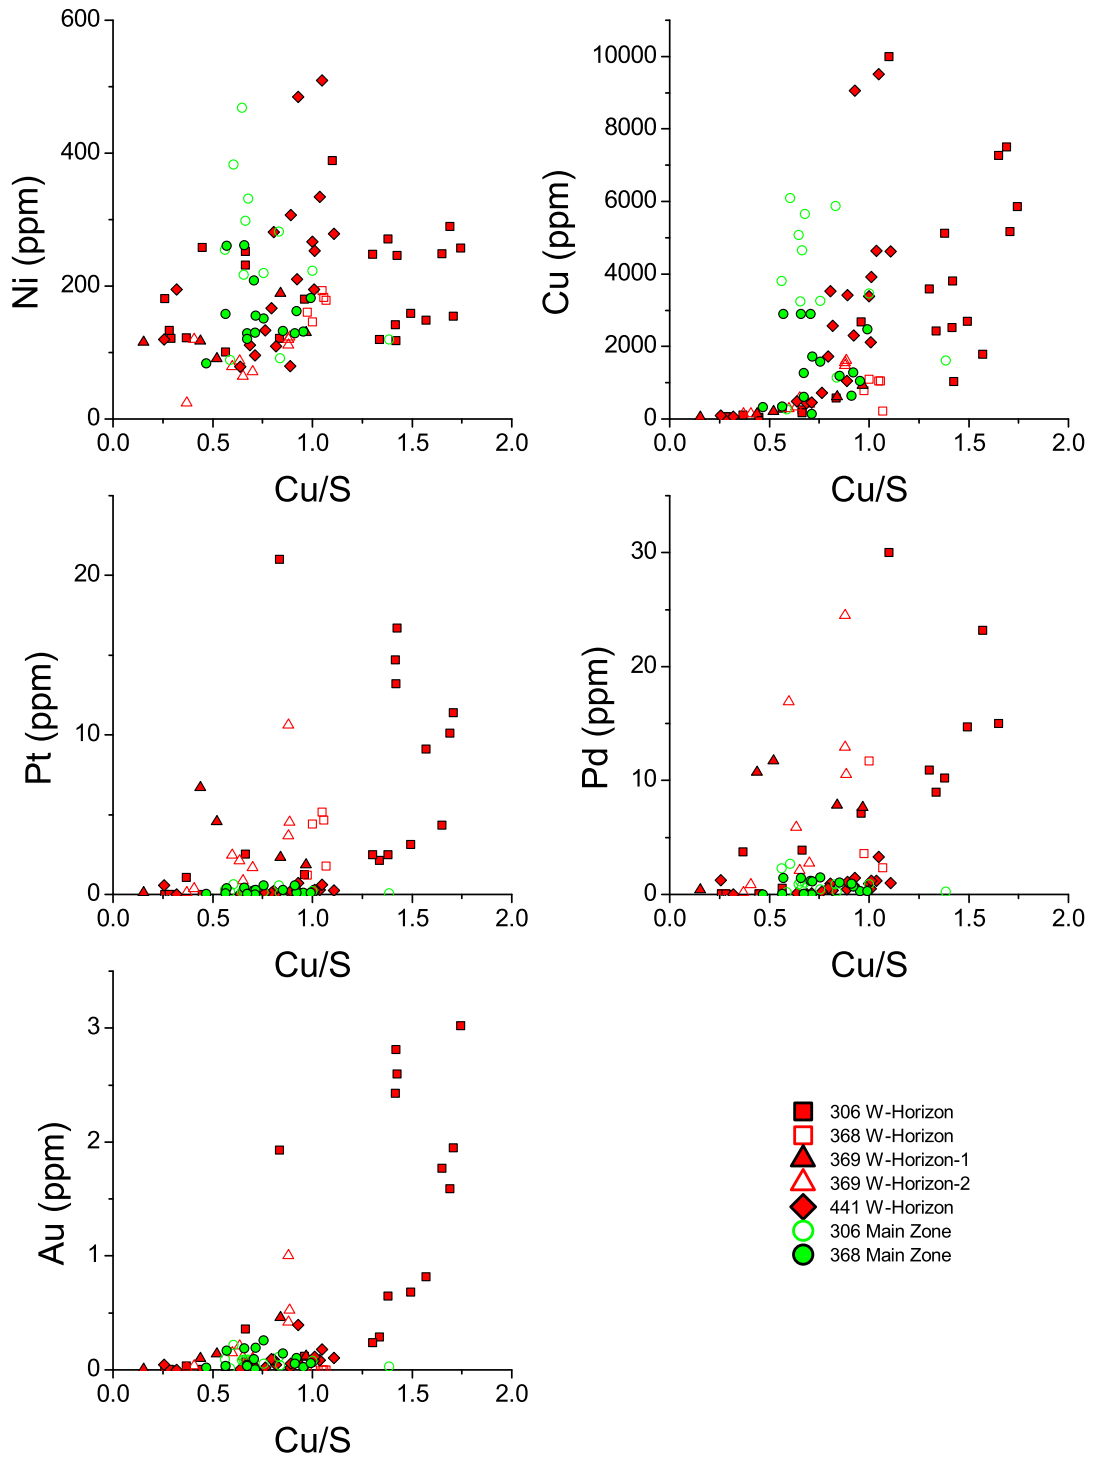 600
400
200
0
Ni (ppm)
0.0 0.5 1.0 1.5 2.0
Cu/S
10000
8000
6000
4000
2000
0
Cu (ppm)
0.0 0.5 1.0 1.5 2.0
Cu/S
20
10
0
Pt (ppm)
0.0 0.5 1.0 1.5 2.0
Cu/S
30
20
10
0
Pd (ppm)
0.0 0.5 1.0 1.5 2.0
Cu/S
3
2
1
0
Au (ppm)
0.0 0.5 1.0 1.5 2.0
Cu/S
306 W-Horizon
368 W-Horizon
369 W-Horizon-1
369 W-Horizon-2
441 W-Horizon
306 Main Zone
368 Main Zone